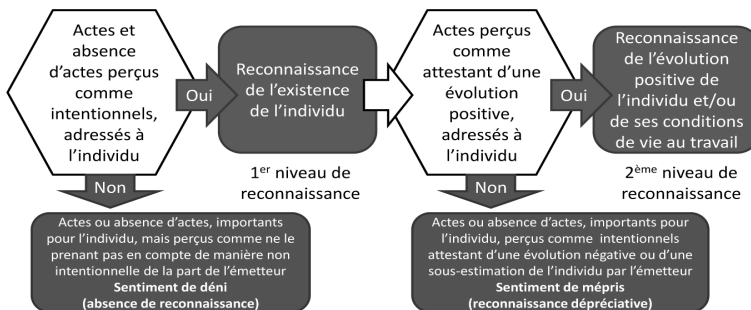 Actes et
absence
d'actes perçus
comme
intentionnels,
adressés à
l'individu
Oui
Reconnaissance
de l'existence
de l'individu
1er niveau de
reconnaissance
Non
Actes ou absence d'actes, importants
pour l'individu, mais perçus comme ne le
prenant pas en compte de manière non
intentionnelle de la part de l'émetteur
Sentiment de déni
(absence de reconnaissance)
Actes perçus
comme
attestant d'une
évolution
positive,
adressés à
l'individu
Oui
Reconnaissance
de l'évolution
positive de
l'individu et/ou
de ses conditions
de vie au travail
2ème niveau de
reconnaissance
Non
Actes ou absence d'actes, importants pour
l'individu, perçus comme intentionnels
attestant d'une évolution négative ou d'une
sous-estimation de l'individu par l'émetteur
Sentiment de mépris
(reconnaissance dépréciative)